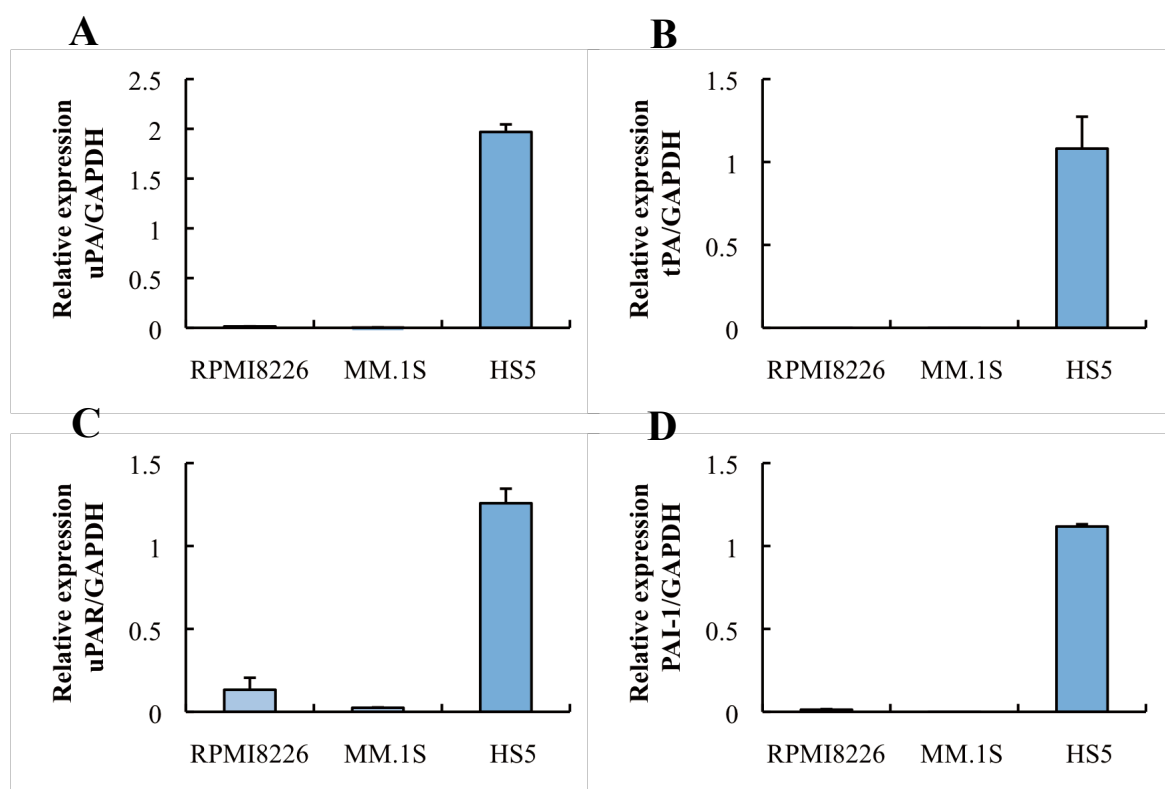 A
Relative expression
uPA/GAPDH
2.5
2
1.5
1
0.5
0
RPMI8226 MM.1S HS5
B
Relative expression
tPA/GAPDH
1.5
1
0.5
0
RPMI8226 MM.1S HS5
C
Relative expression
uPAR/GAPDH
1.5
1
0.5
0
RPMI8226 MM.1S HS5
D
Relative expression
PAI-1/GAPDH
1.5
1
0.5
0
RPMI8226 MM.1S HS5